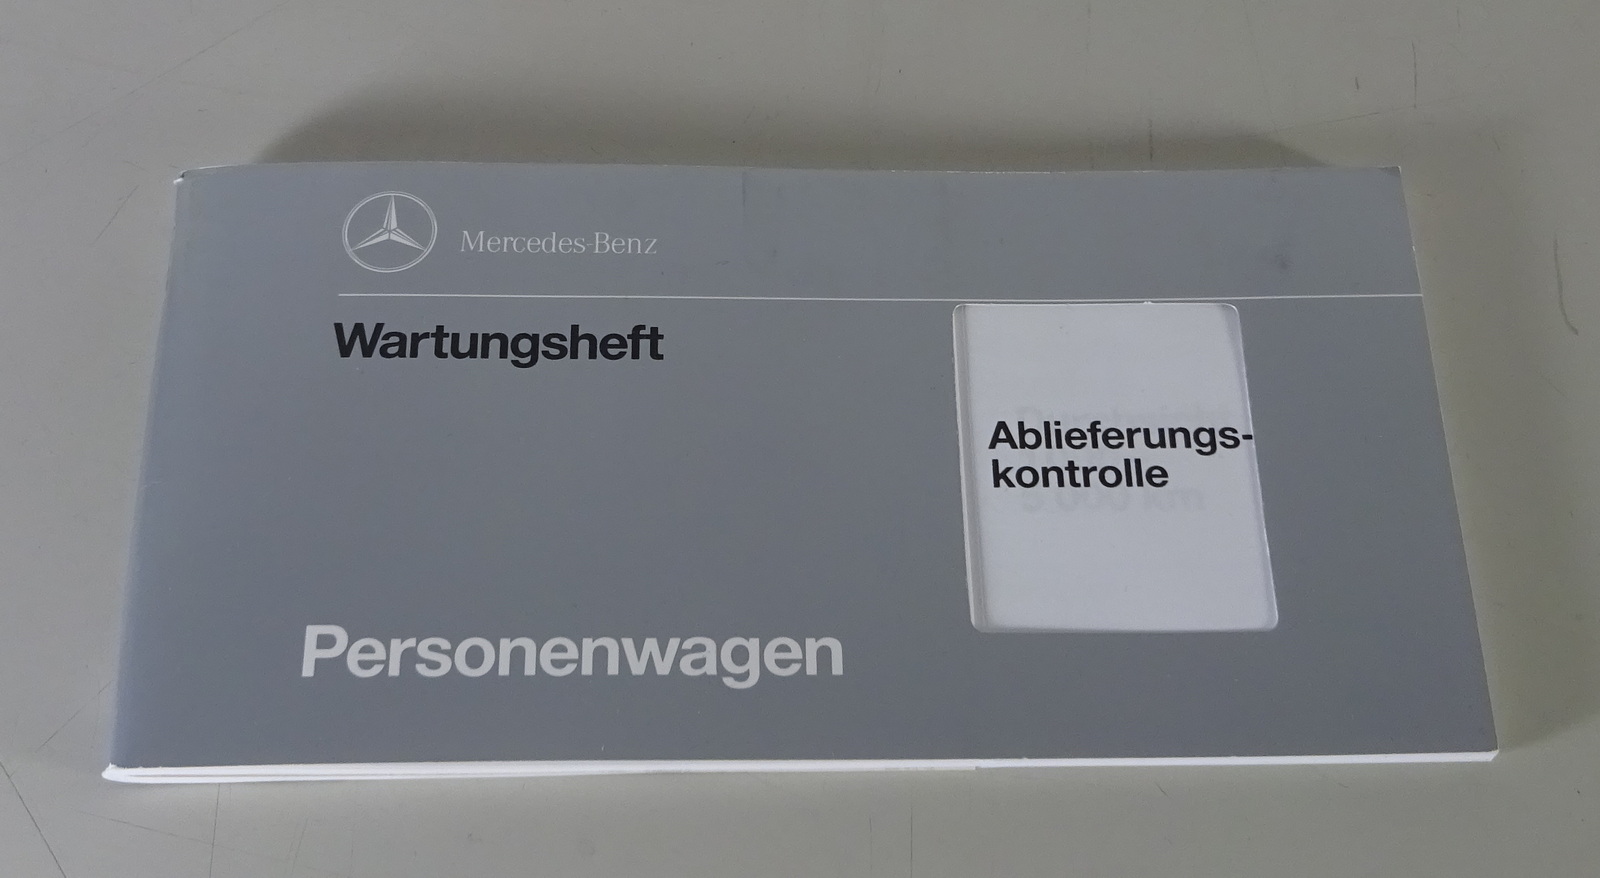 Mercedes-Benz
Wartungsheft
Ablieferungs-
kontrolle
Personenwagen